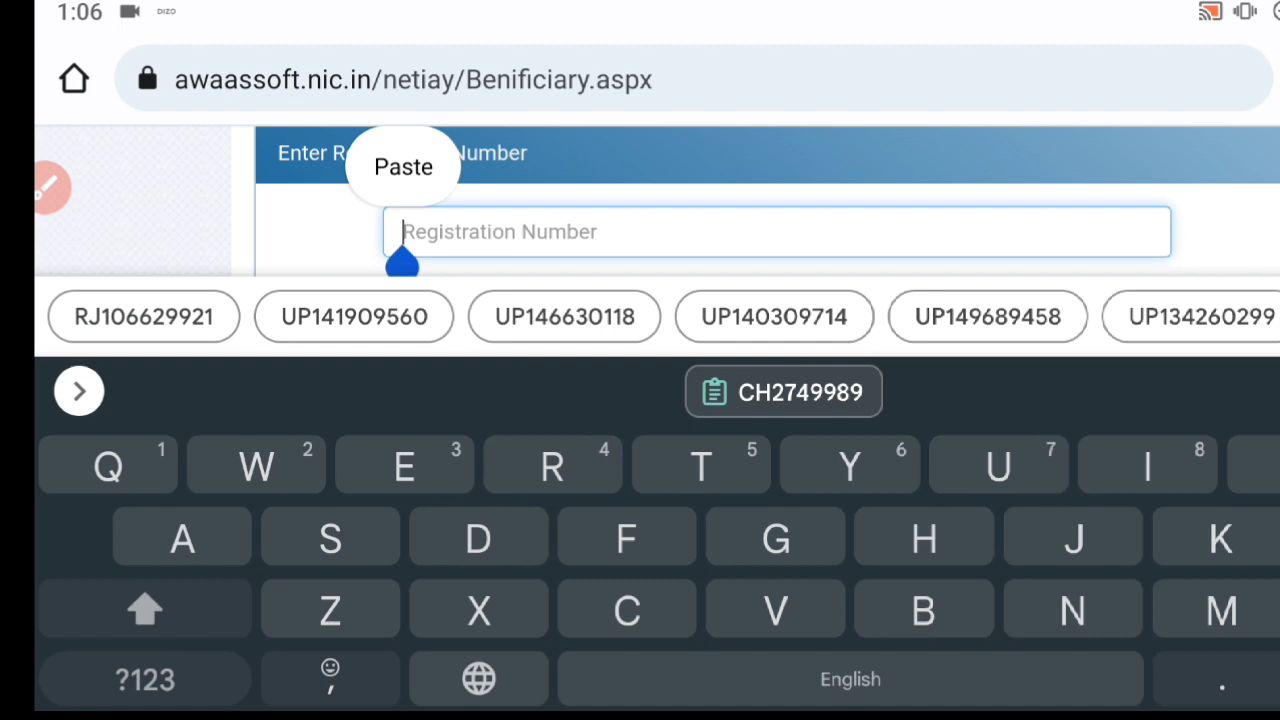 1:06 DIZO
awaassoft.nic.in/netiay/Benificiary.aspx
Enter R Number
Paste
Registration Number
RJ106629921 UP141909560 UP146630118 UP140309714 UP149689458 UP134260299
CH2749989
Q 1 W 2 E 3 R 4 T 5 Y 6 U 7 I 8
A S D F G H J K
Z X C V B N M
?123 , English .